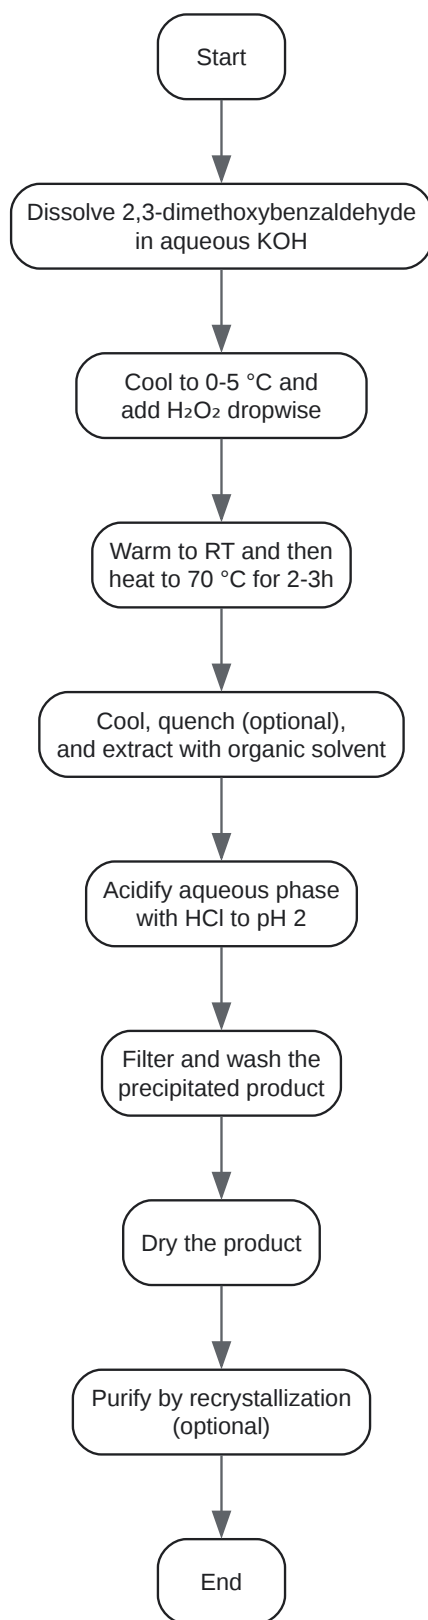 Start
Dissolve 2,3-dimethoxybenzaldehyde
in aqueous KOH
Cool to 0-5 °C and
add H₂O₂ dropwise
Warm to RT and then
heat to 70 °C for 2-3h
Cool, quench (optional),
and extract with organic solvent
Acidify aqueous phase
with HCl to pH 2
Filter and wash the
precipitated product
Dry the product
Purify by recrystallization
(optional)
End